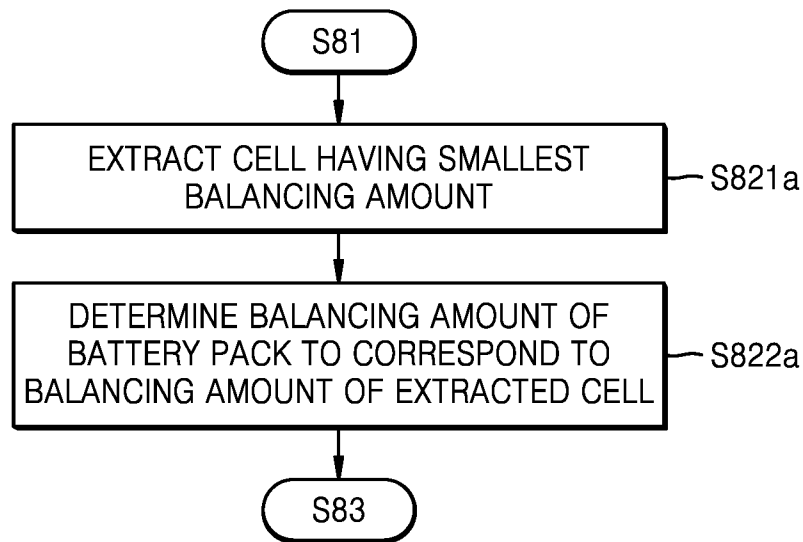 S81
EXTRACT CELL HAVING SMALLEST
BALANCING AMOUNT
S821a
DETERMINE BALANCING AMOUNT OF
BATTERY PACK TO CORRESPOND TO
BALANCING AMOUNT OF EXTRACTED CELL
S822a
S83